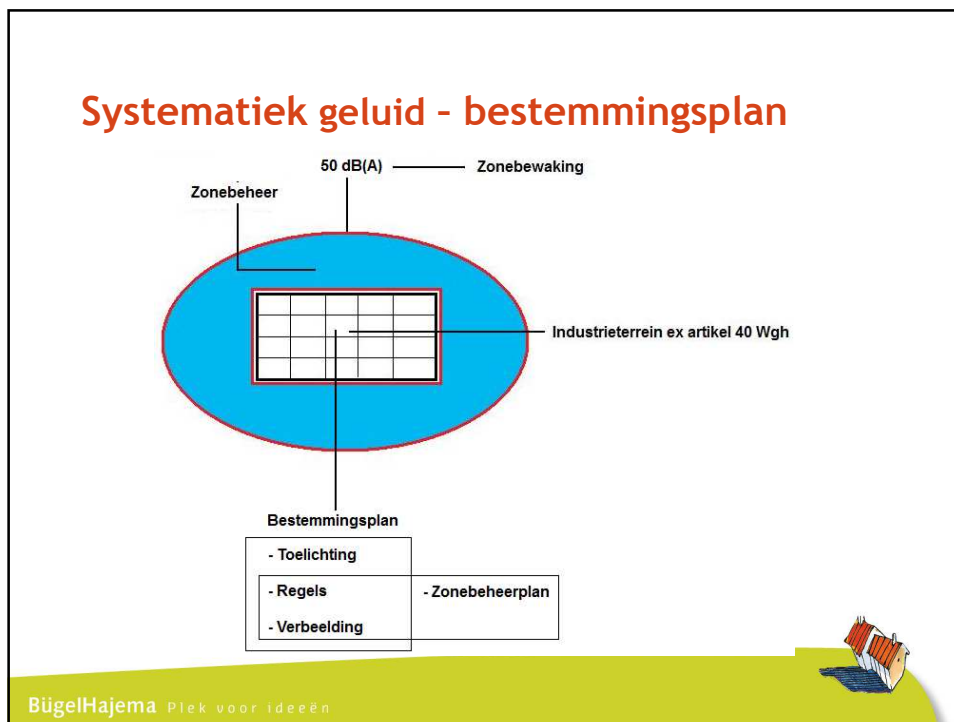 Systematiek geluid - bestemmingsplan
50 dB(A)
Zonebewaking
Zonebeheer
Industrieterrein ex artikel 40 Wgh
Bestemmingsplan
- Toelichting
- Regels
- Zonebeheerplan
- Verbeelding
BügelHajema Plek voor ideeën